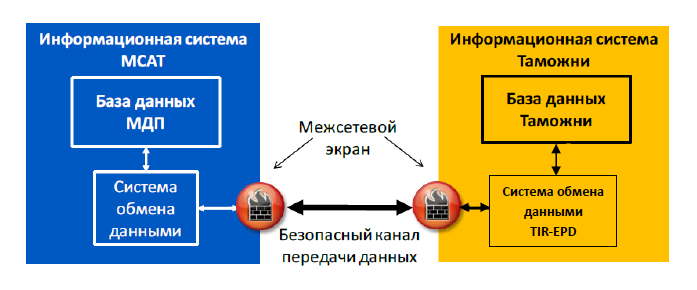 Информационная система
МСАТ
База данных
МДП
Система
обмена
данными
Межсетевой
экран
Безопасный канал
передачи данных
Информационная система
Таможни
База данных
Таможни
Система обмена
данными
TIR-EPD